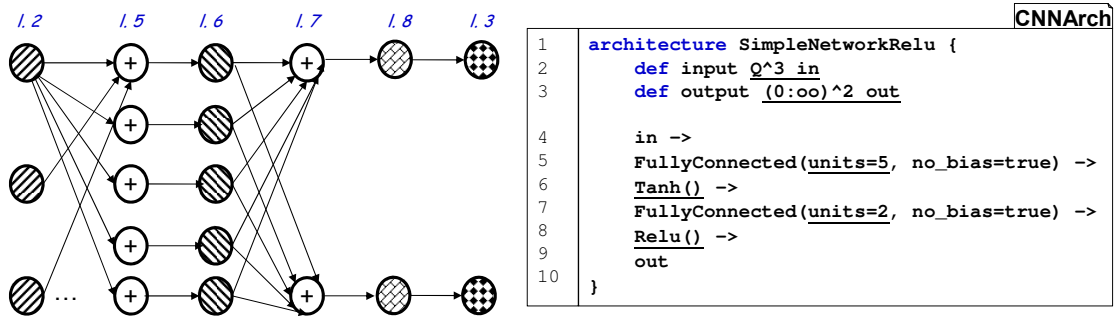 l. 2 l. 5 l. 6 l. 7 l. 8 l. 3
+ +
+
+
+
... + +
CNNArch
1 architecture SimpleNetworkRelu {
2 def input Q^3 in
3 def output (0:oo)^2 out
4 in ->
5 FullyConnected(units=5, no_bias=true) ->
6 Tanh() ->
7 FullyConnected(units=2, no_bias=true) ->
8 Relu() ->
9 out
10 }